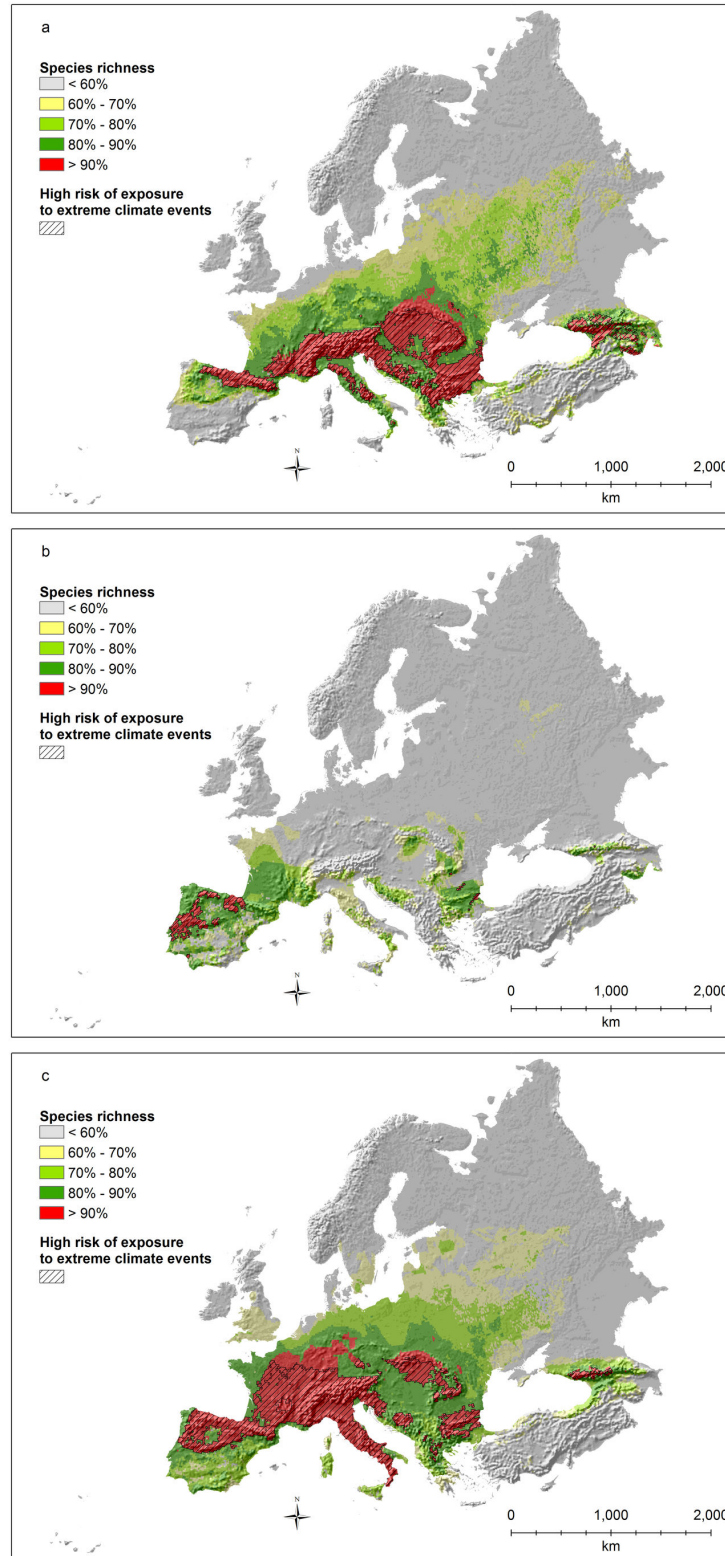 a
Species richness
< 60%
60% - 70%
70% - 80%
80% - 90%
> 90%
High risk of exposure
to extreme climate events
N
0 1,000 2,000
km
b
Species richness
< 60%
60% - 70%
70% - 80%
80% - 90%
> 90%
High risk of exposure
to extreme climate events
N
0 1,000 2,000
km
c
Species richness
< 60%
60% - 70%
70% - 80%
80% - 90%
> 90%
High risk of exposure
to extreme climate events
N
0 1,000 2,000
km